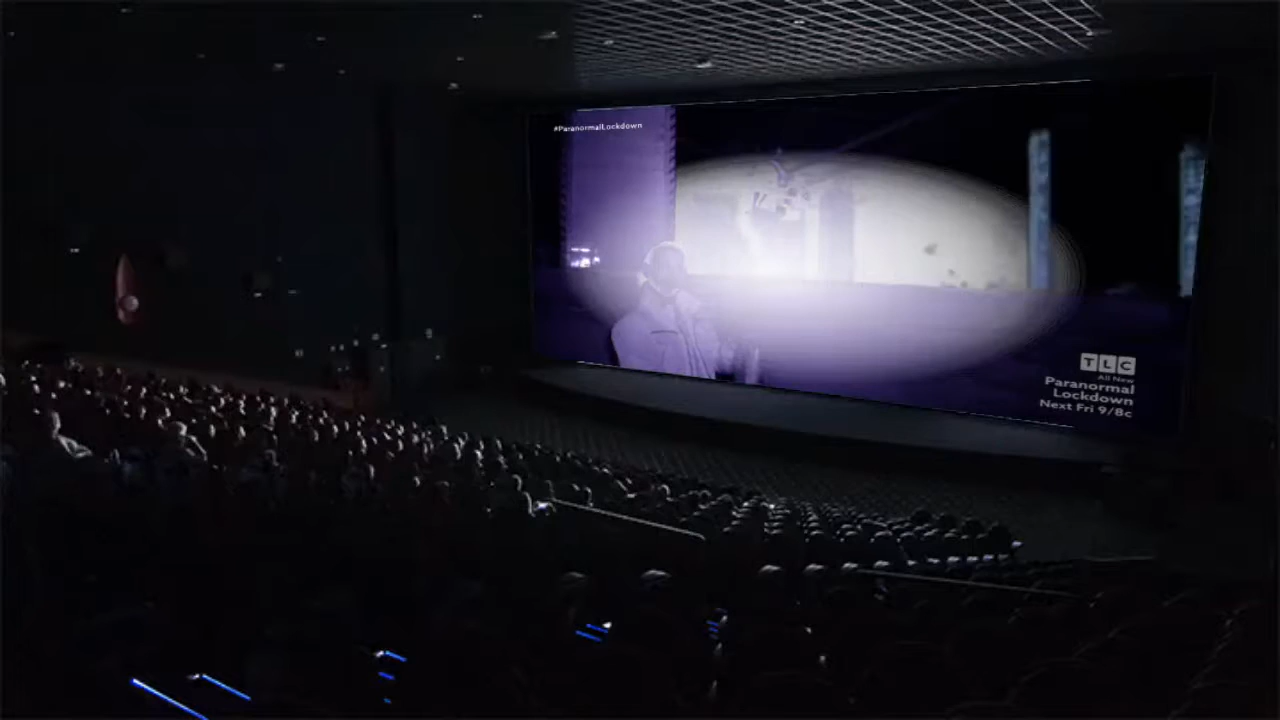 #ParanormalLockdown
TLC
All New
Paranormal
Lockdown
Next Fri 9/8c